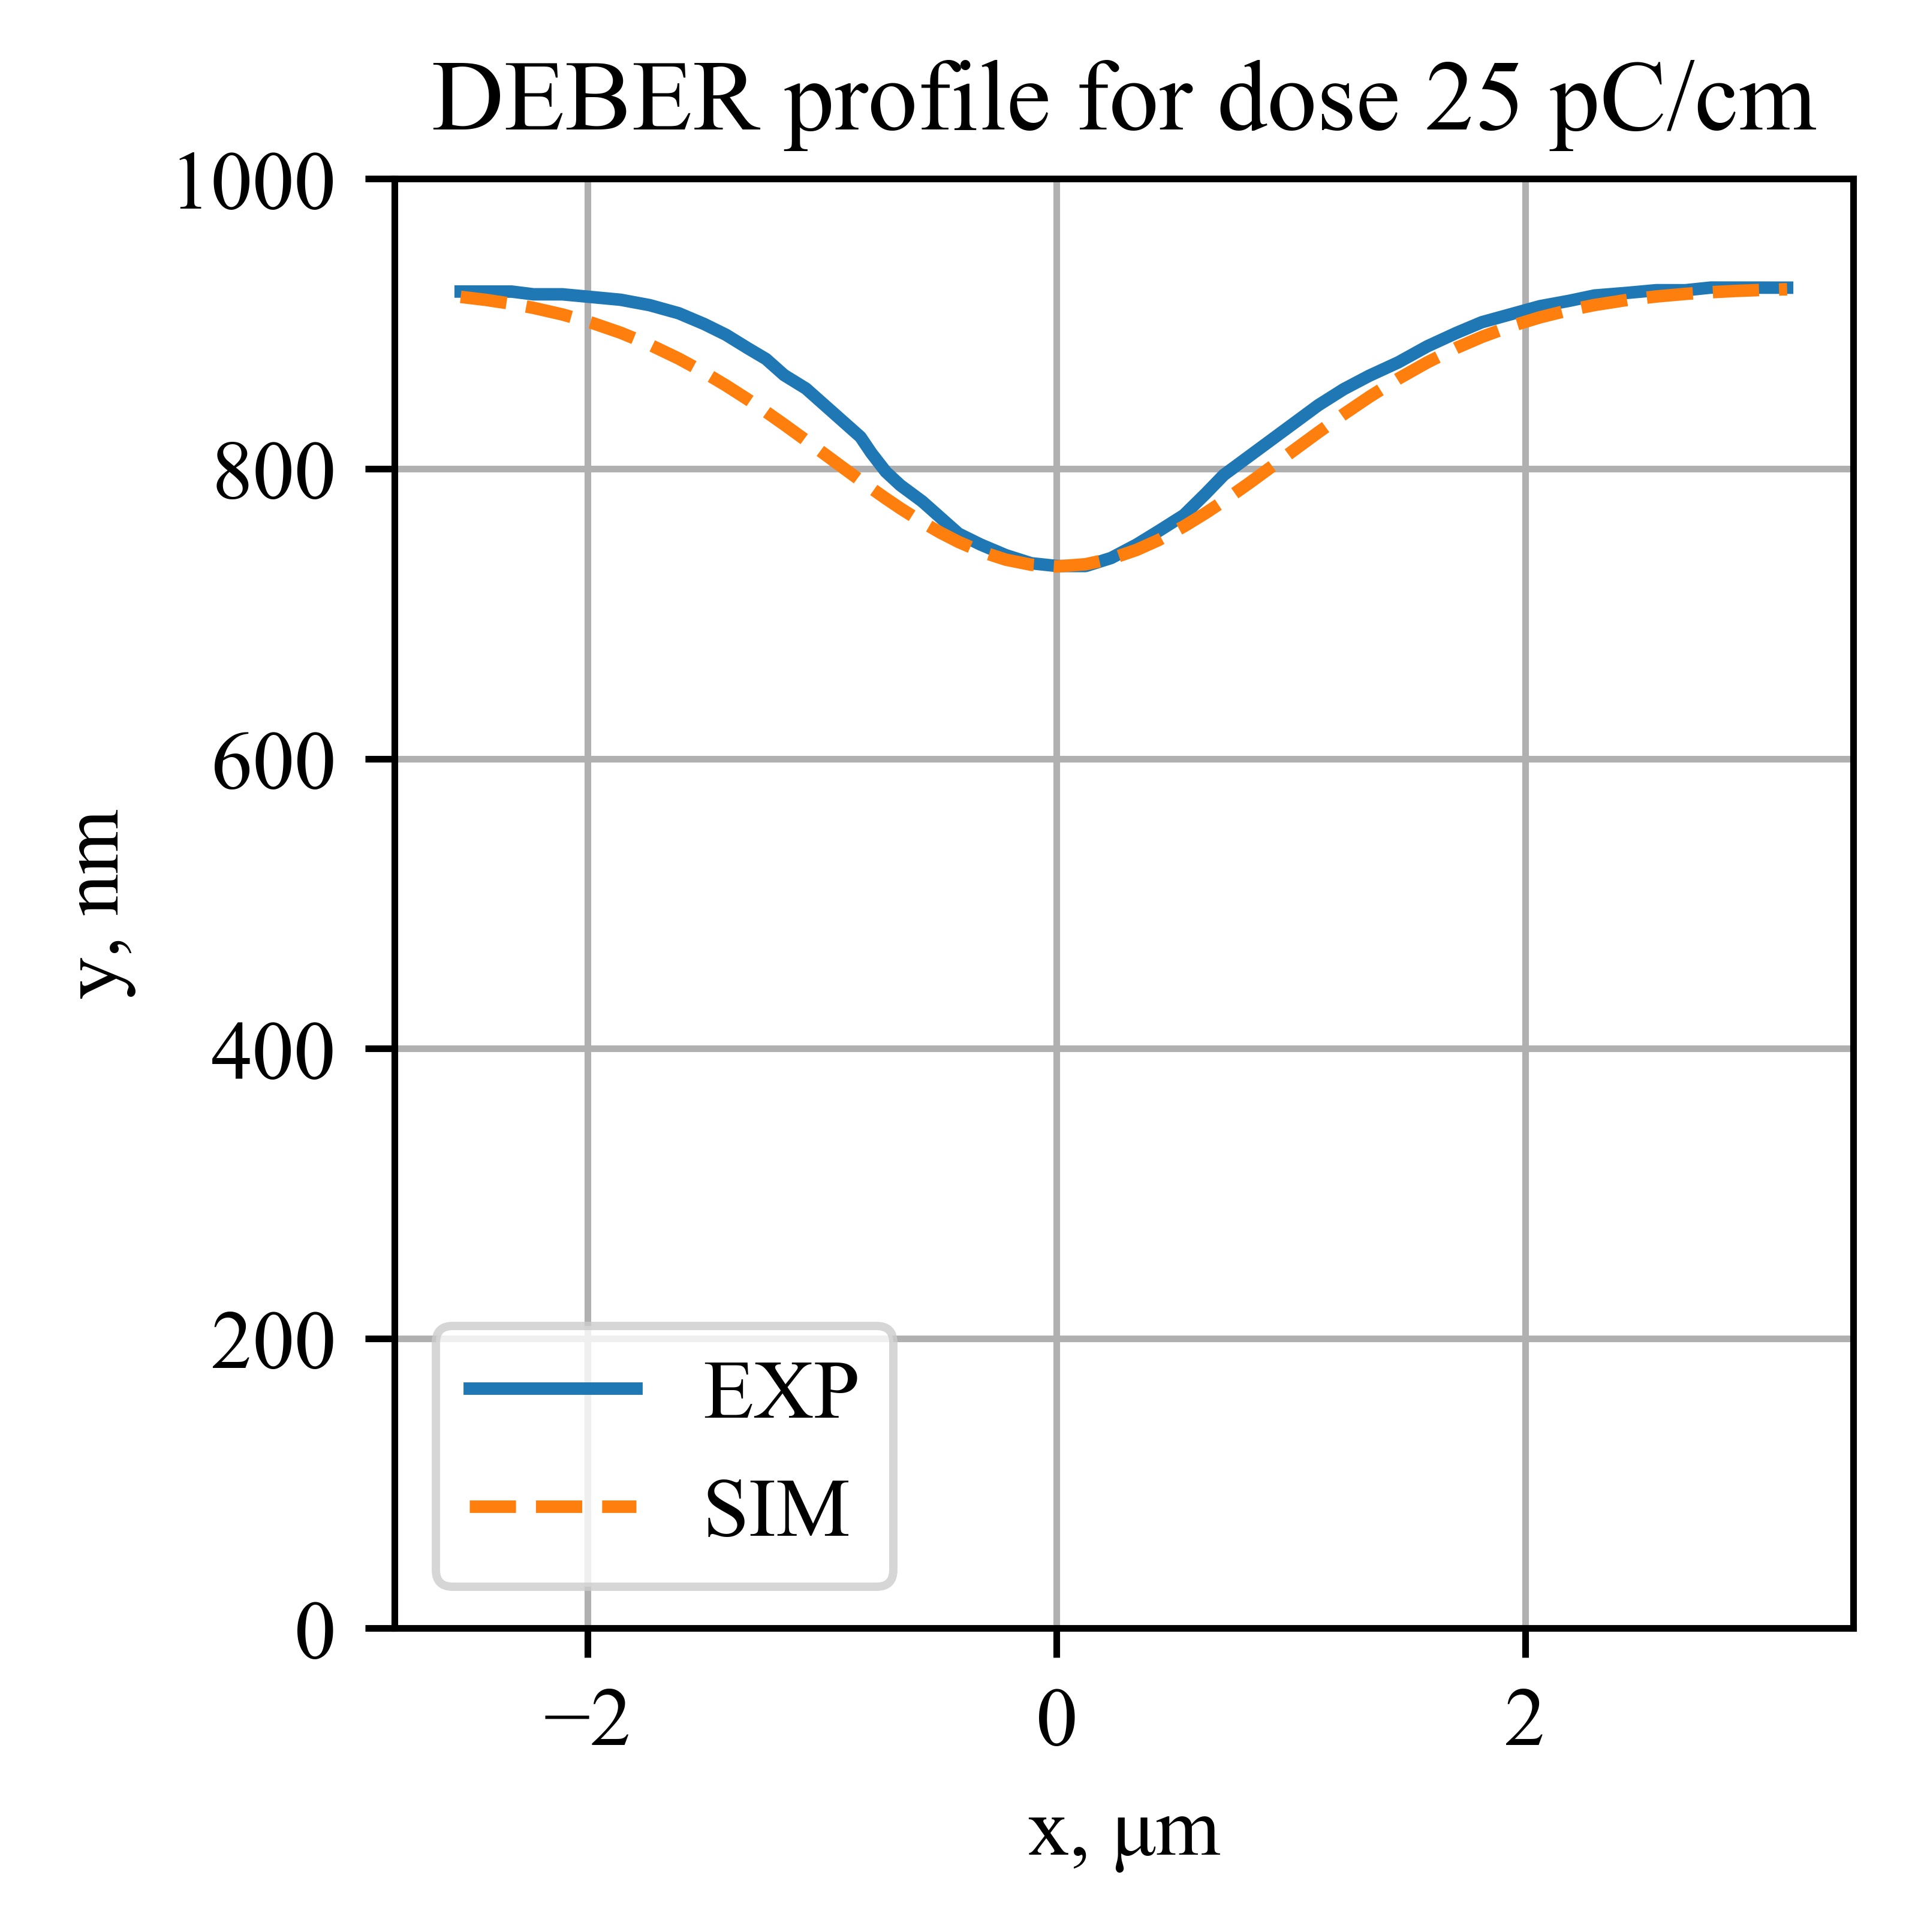 DEBER profile for dose 25 pC/cm
1000
800
600
400
200
0
y, nm
EXP
SIM
−2
0
2
x, μm